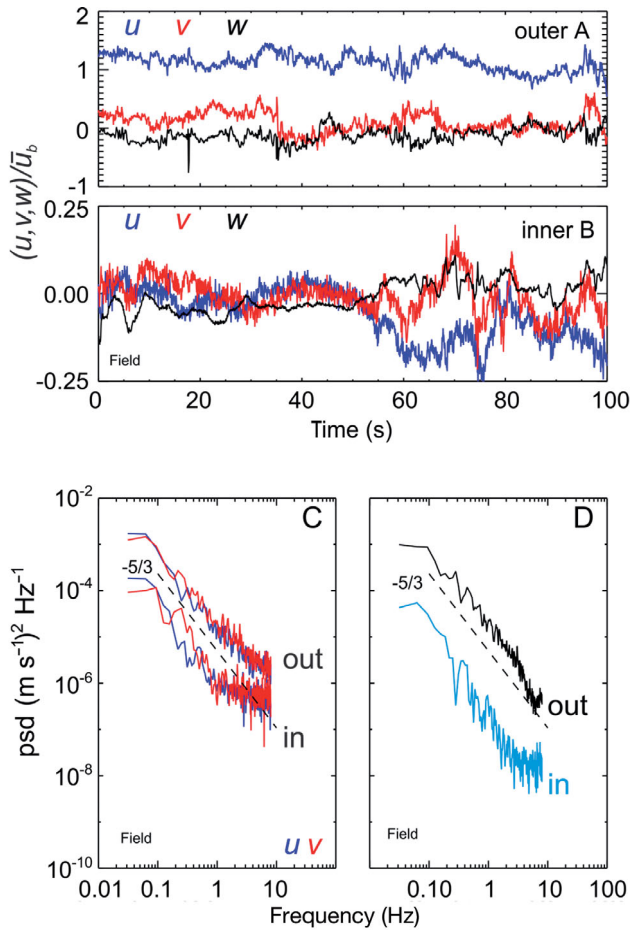 2
1
0
-1
u v w
outer A
(u,v,w)/u̅_b
0.25
0.00
-0.25
u v w
inner B
Field
0 20 40 60 80 100
Time (s)
10⁻²
10⁻⁴
10⁻⁶
10⁻⁸
10⁻¹⁰
psd (m s⁻¹)² Hz⁻¹
C
-5/3
out
in
Field
u v
0.01 0.1 1 10
D
-5/3
out
in
Field
0.10 1 10 100
Frequency (Hz)